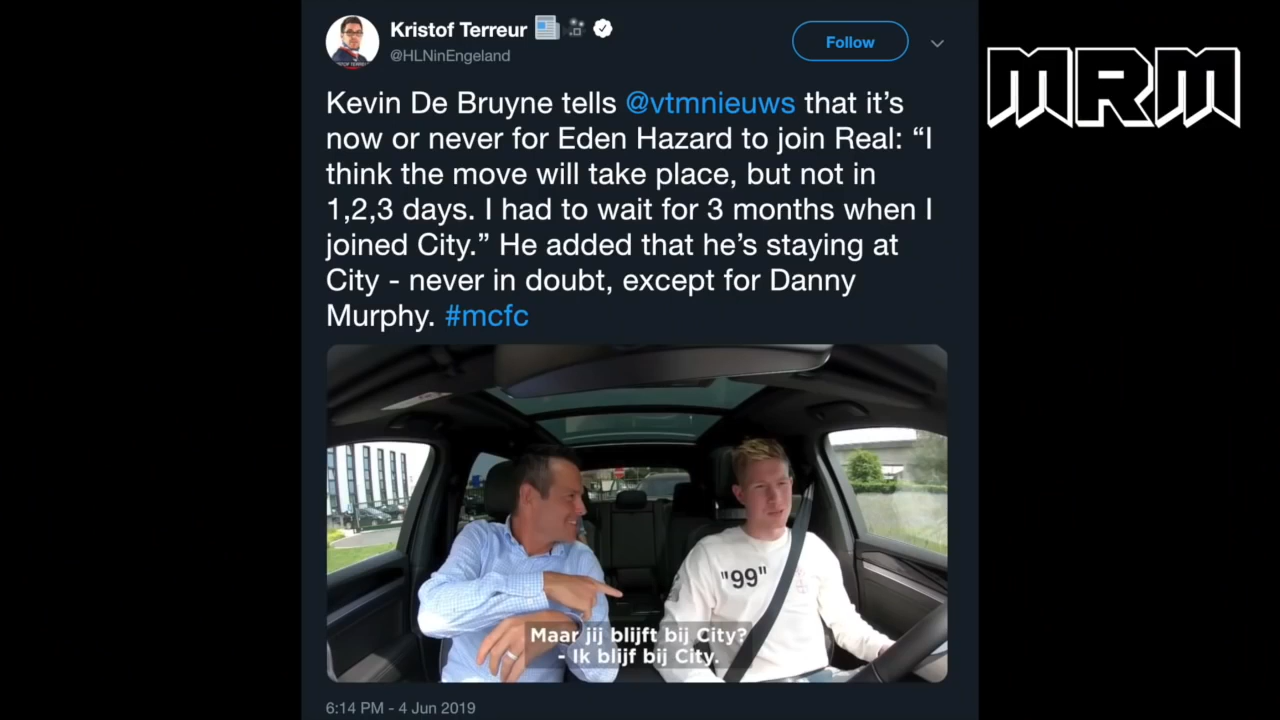 Kristof Terreur
@HLNinEngeland
Follow
MRM
Kevin De Bruyne tells @vtmnieuws that it’s
now or never for Eden Hazard to join Real: “I
think the move will take place, but not in
1,2,3 days. I had to wait for 3 months when I
joined City.” He added that he’s staying at
City - never in doubt, except for Danny
Murphy. #mcfc
"99"
Maar jij blijft bij City?
- Ik blijf bij City.
6:14 PM - 4 Jun 2019